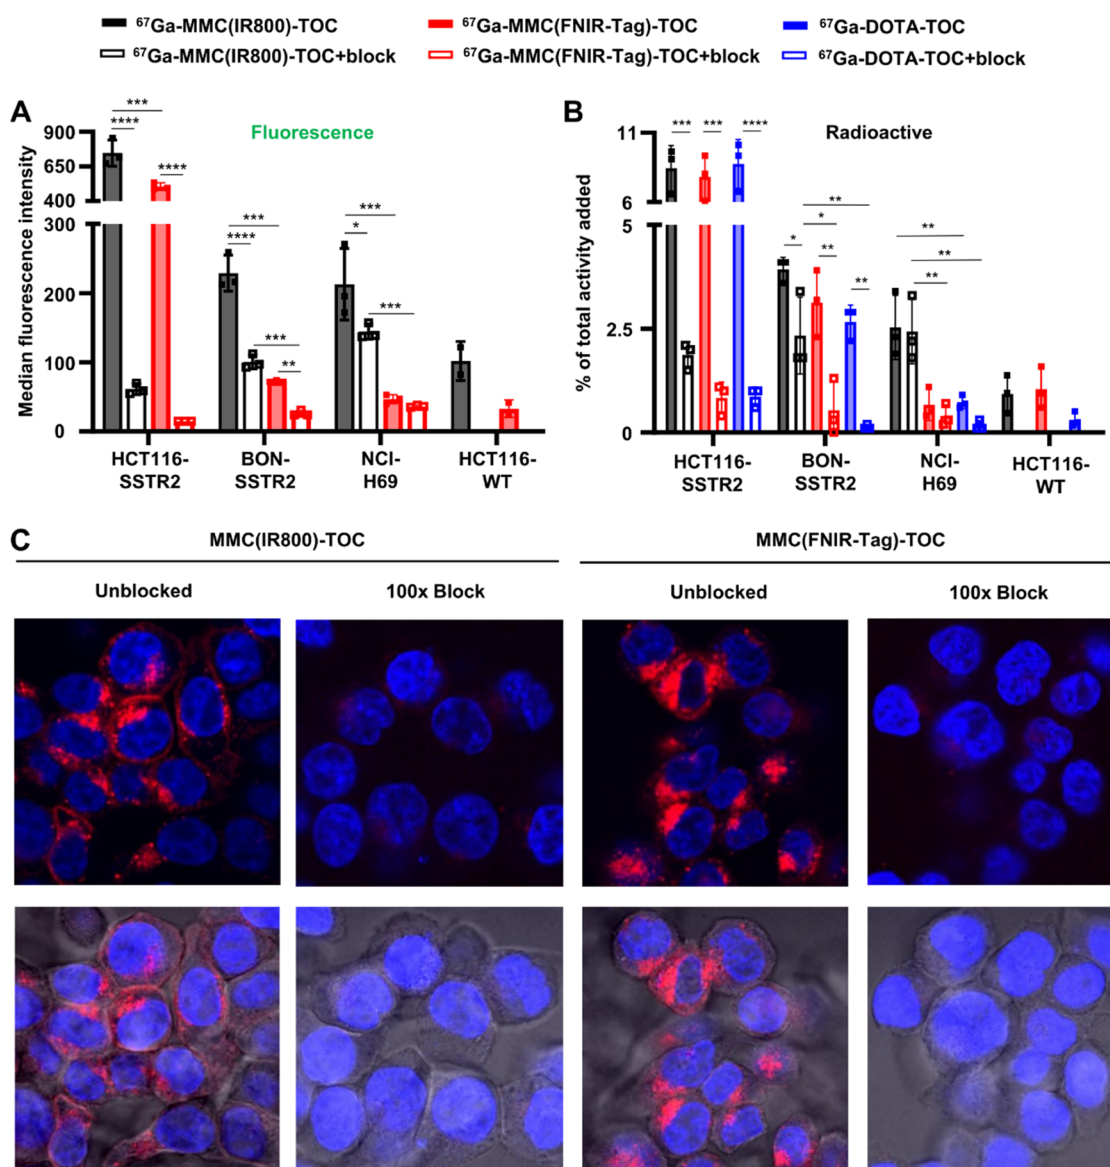 ⁶⁷Ga-MMC(IR800)-TOC ⁶⁷Ga-MMC(FNIR-Tag)-TOC ⁶⁷Ga-DOTA-TOC
⁶⁷Ga-MMC(IR800)-TOC+block ⁶⁷Ga-MMC(FNIR-Tag)-TOC+block ⁶⁷Ga-DOTA-TOC+block
A
Fluorescence
Median fluorescence intensity
900
650
400
300
200
100
0
***
****
****
***
****
***
**
***
*
***
HCT116-
SSTR2
BON-
SSTR2
NCI-
H69
HCT116-
WT
B
Radioactive
% of total activity added
11
6
5
2.5
0
***
***
****
**
*
*
**
**
**
**
**
HCT116-
SSTR2
BON-
SSTR2
NCI-
H69
HCT116-
WT
C
MMC(IR800)-TOC MMC(FNIR-Tag)-TOC
Unblocked 100x Block Unblocked 100x Block